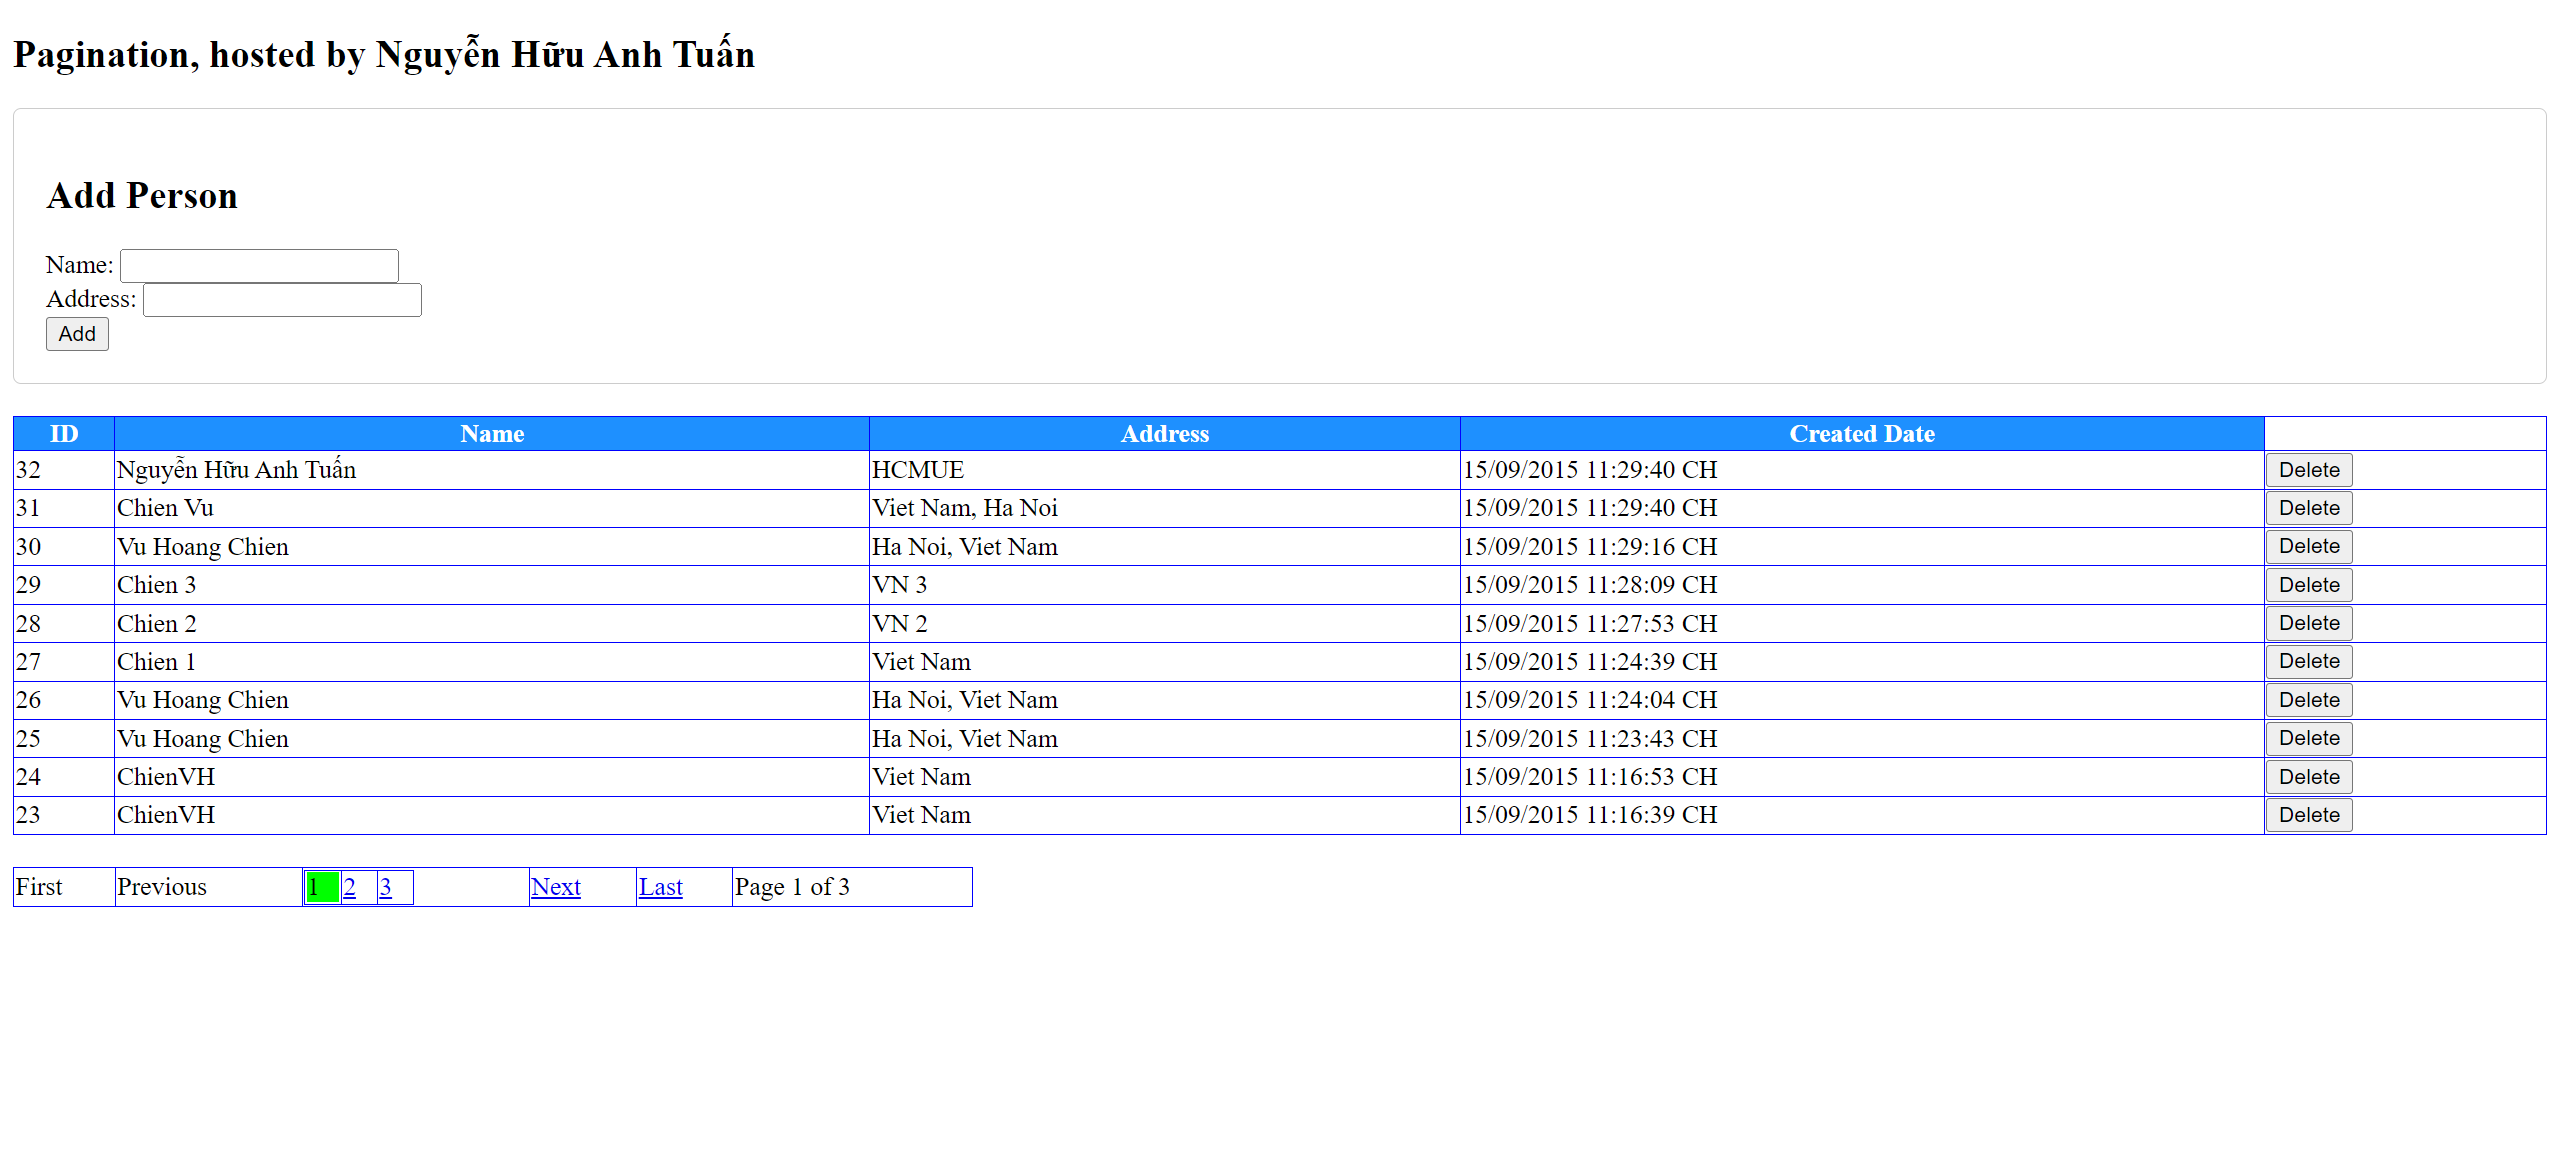 Pagination, hosted by Nguyễn Hữu Anh Tuấn
Add Person
Name:
Address:
Add
ID Name Address Created Date
32 Nguyễn Hữu Anh Tuấn HCMUE 15/09/2015 11:29:40 CH Delete
31 Chien Vu Viet Nam, Ha Noi 15/09/2015 11:29:40 CH Delete
30 Vu Hoang Chien Ha Noi, Viet Nam 15/09/2015 11:29:16 CH Delete
29 Chien 3 VN 3 15/09/2015 11:28:09 CH Delete
28 Chien 2 VN 2 15/09/2015 11:27:53 CH Delete
27 Chien 1 Viet Nam 15/09/2015 11:24:39 CH Delete
26 Vu Hoang Chien Ha Noi, Viet Nam 15/09/2015 11:24:04 CH Delete
25 Vu Hoang Chien Ha Noi, Viet Nam 15/09/2015 11:23:43 CH Delete
24 ChienVH Viet Nam 15/09/2015 11:16:53 CH Delete
23 ChienVH Viet Nam 15/09/2015 11:16:39 CH Delete
First Previous 1 2 3 Next Last Page 1 of 3